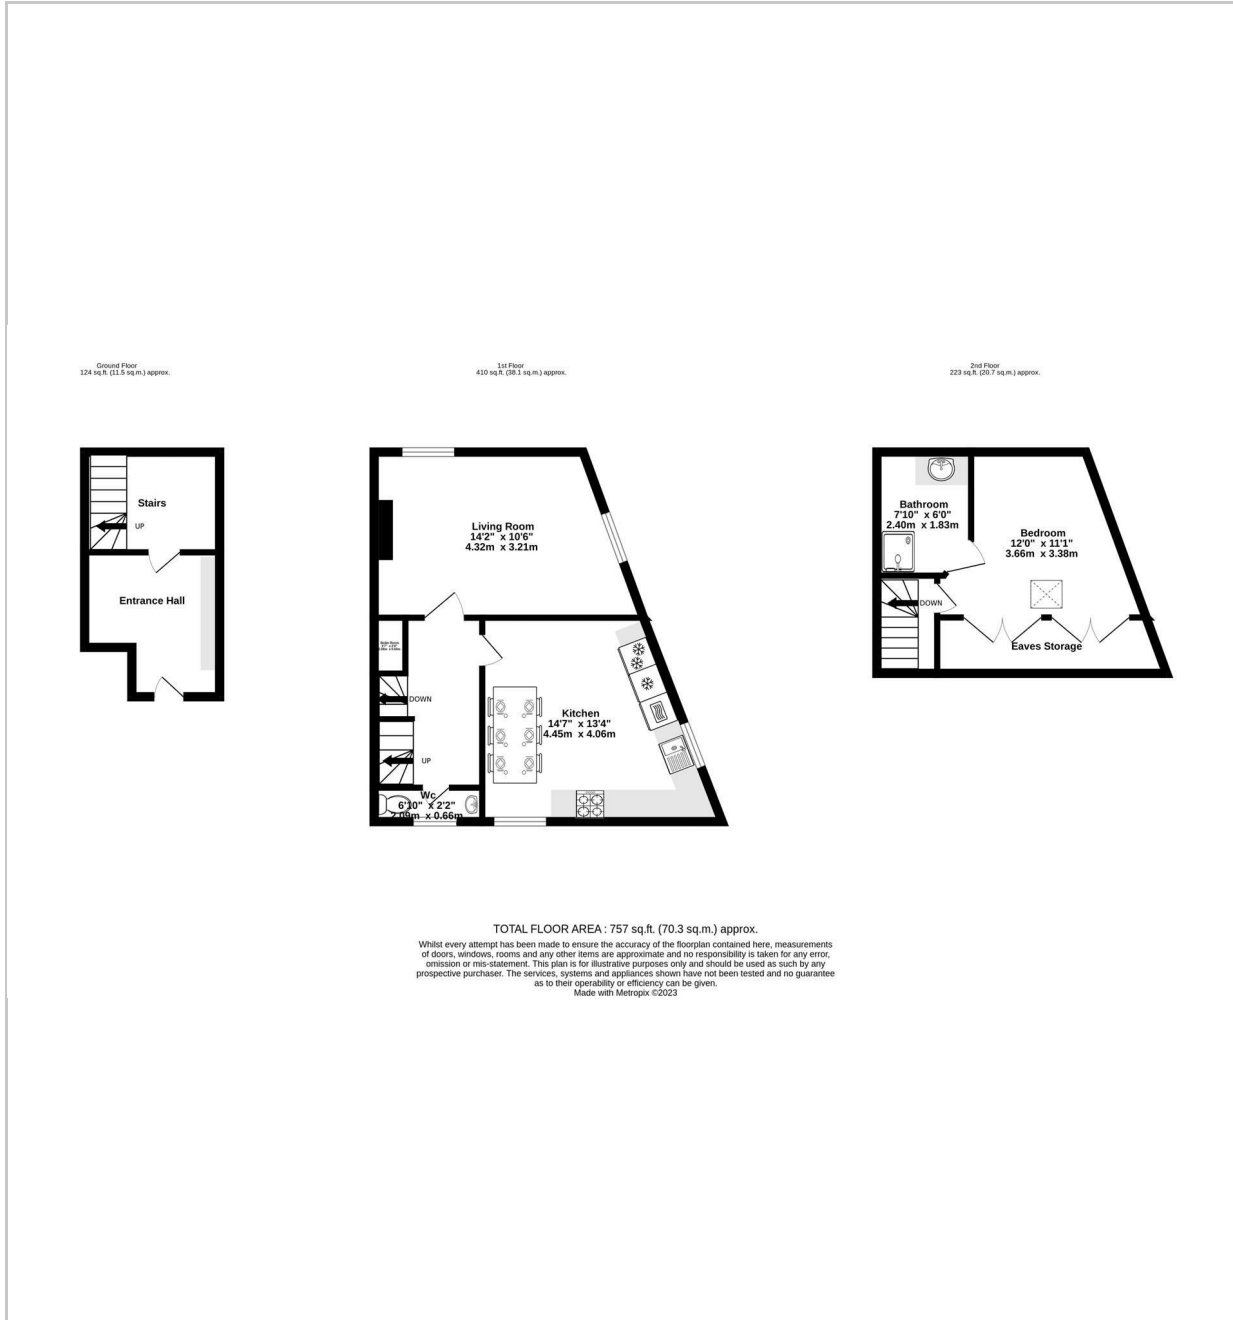 Ground Floor
124 sq.ft. (11.5 sq.m.) approx.
Stairs
UP
Entrance Hall
1st Floor
410 sq.ft. (38.1 sq.m.) approx.
Living Room
14'2" x 10'6"
4.32m x 3.21m
DOWN
Kitchen
14'7" x 13'4"
4.45m x 4.06m
UP
Wc
6'10" x 2'2"
2.09m x 0.66m
2nd Floor
223 sq.ft. (20.7 sq.m.) approx.
Bathroom
7'10" x 6'0"
2.40m x 1.83m
Bedroom
12'0" x 11'1"
3.66m x 3.38m
DOWN
Eaves Storage
TOTAL FLOOR AREA : 757 sq.ft. (70.3 sq.m.) approx.
Whilst every attempt has been made to ensure the accuracy of the floorplan contained here, measurements
of doors, windows, rooms and any other items are approximate and no responsibility is taken for any error,
omission or mis-statement. This plan is for illustrative purposes only and should be used as such by any
prospective purchaser. The services, systems and appliances shown have not been tested and no guarantee
as to their operability or efficiency can be given.
Made with Metropix ©2023